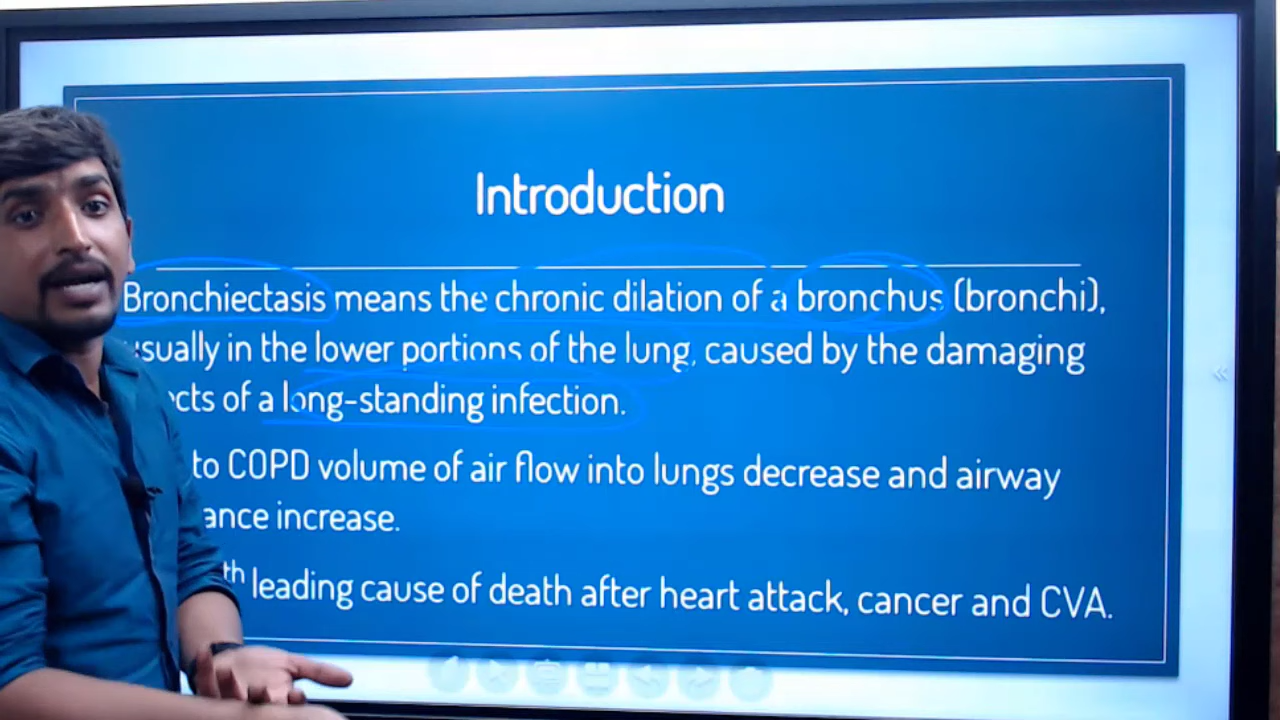 Introduction
Bronchiectasis means the chronic dilation of a bronchus (bronchi),
usually in the lower portions of the lung, caused by the damaging
of a long-standing infection.
to COPD volume of air flow into lungs decrease and airway
increase.
th leading cause of death after heart attack, cancer and CVA.